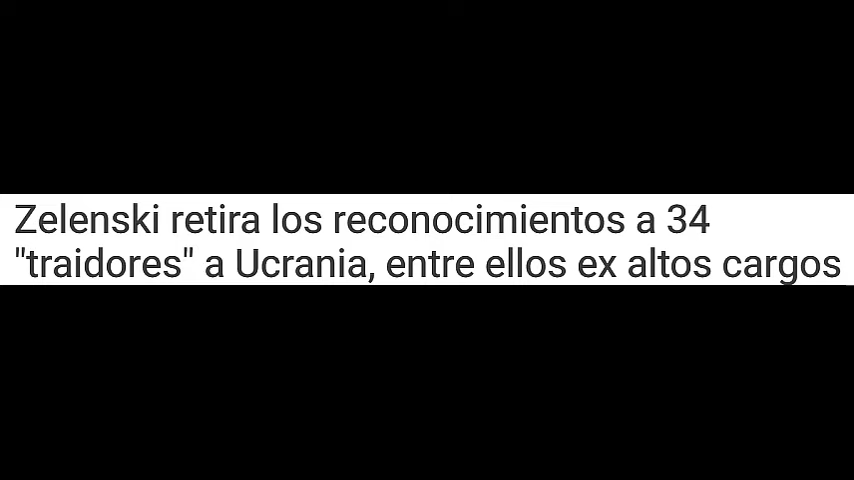 Zelenski retira los reconocimientos a 34
"traidores" a Ucrania, entre ellos ex altos cargos